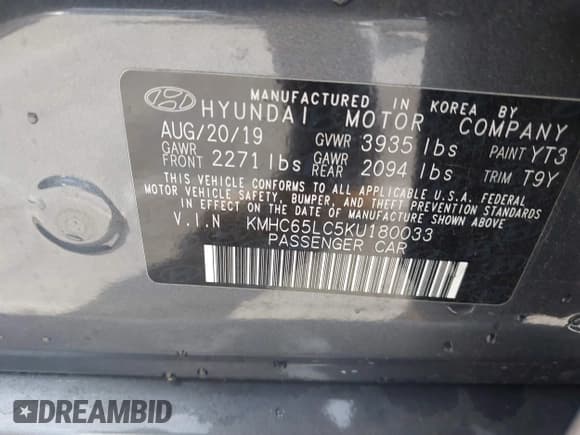 MANUFACTURED IN KOREA BY
HYUNDAI MOTOR COMPANY
AUG/20/19 GVWR 3935 lbs PAINT YT3
GAWR FRONT 2271 lbs GAWR REAR 2094 lbs TRIM T9Y
THIS VEHICLE CONFORMS TO ALL APPLICABLE U.S.A. FEDERAL
MOTOR VEHICLE SAFETY, BUMPER, AND THEFT PREVENTION STANDARDS
IN EFFECT ON THE DATE OF MANUFACTURE SHOWN ABOVE
V.I.N KMHC65LC5KU180033
PASSENGER CAR
DREAMBID